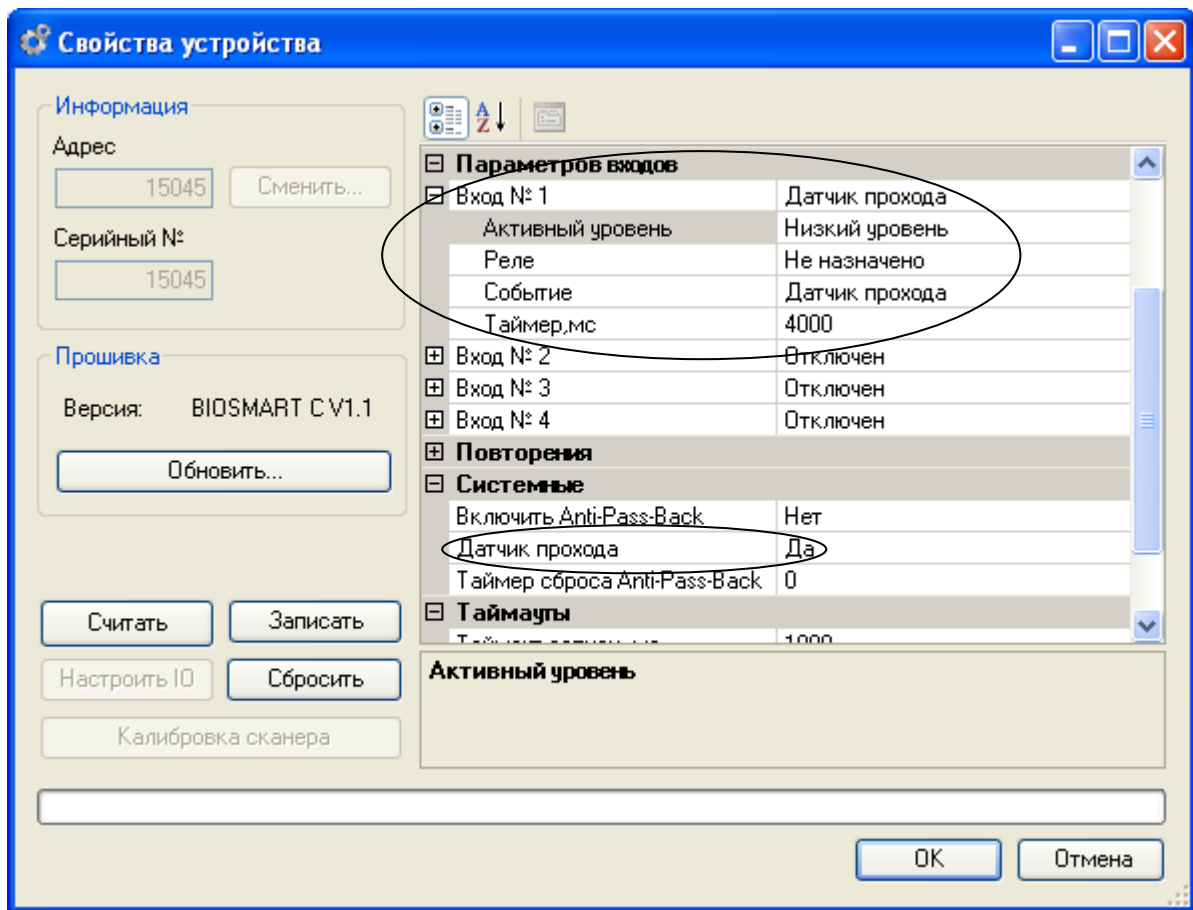 Свойства устройства
Информация
Адрес
15045
Сменить...
Серийный №
15045
Прошивка
Версия: BIOSMART C V1.1
Обновить...
Считать
Записать
Настроить IO
Сбросить
Калибровка сканера
Параметров входов
Вход № 1 Датчик прохода
Активный уровень Низкий уровень
Реле Не назначено
Событие Датчик прохода
Таймер,мс 4000
Вход № 2 Отключен
Вход № 3 Отключен
Вход № 4 Отключен
Повторения
Системные
Включить Anti-Pass-Back Нет
Датчик прохода Да
Таймер сброса Anti-Pass-Back 0
Таймауты
1000
Активный уровень
OK
Отмена